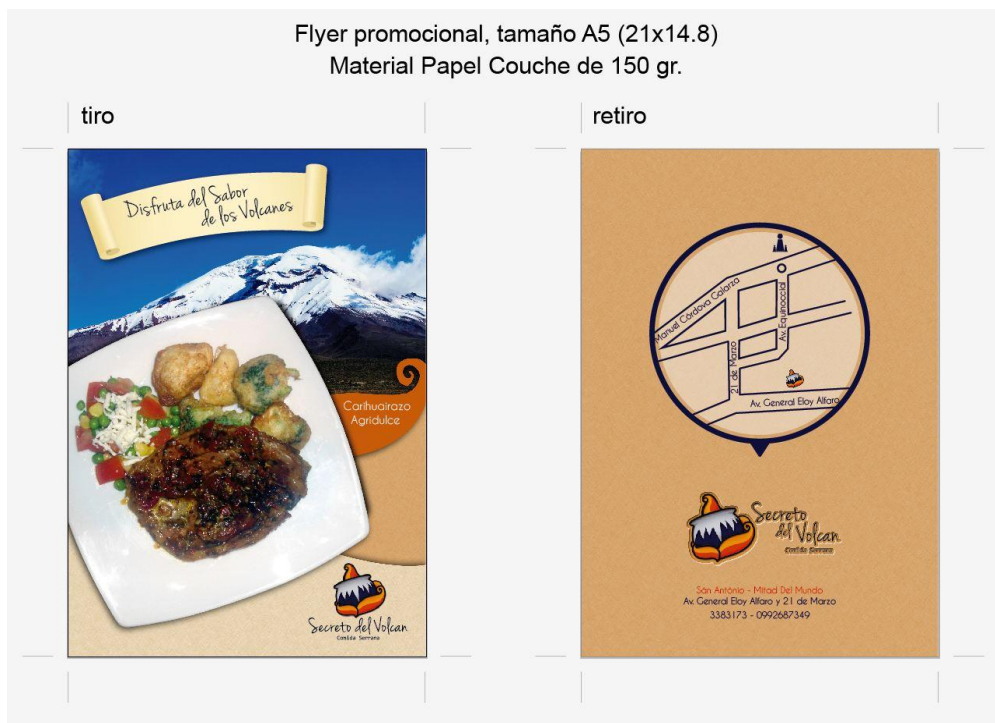 Flyer promocional, tamaño A5 (21x14.8)
Material Papel Couche de 150 gr.
tiro
retiro
Disfruta del Sabor
de los Volcanes
Carihuairazo
Agridulce
Secreto del Volcan
Comida Serrana
Manuel Córdova Galarza
Av. Equinoccial
21 de Marzo
Av. General Eloy Alfaro
Secreto
del Volcan
Comida Serrana
San Antonio - Mitad Del Mundo
Av. General Eloy Alfaro y 21 de Marzo
3383173 - 0992687349